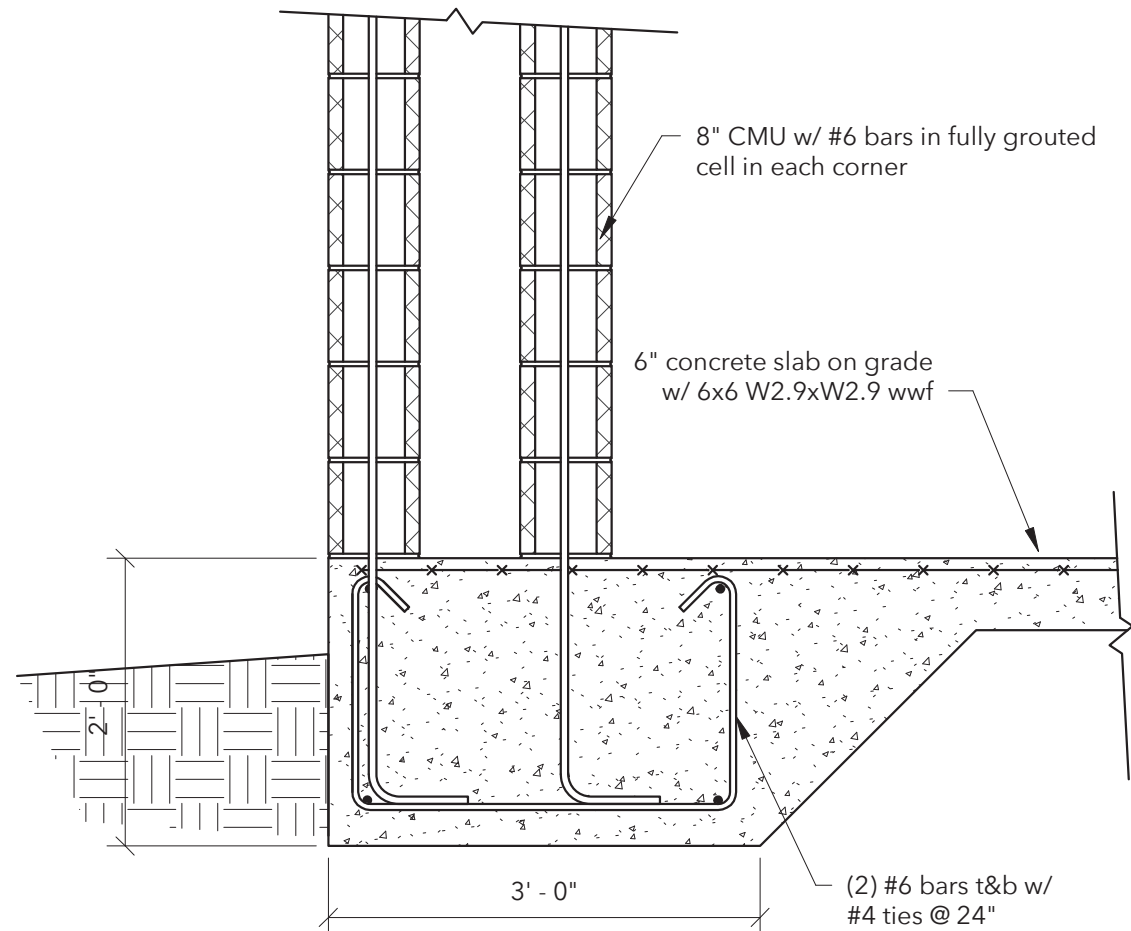 8" CMU w/ #6 bars in fully grouted
cell in each corner
6" concrete slab on grade
w/ 6x6 W2.9xW2.9 wwf
2' - 0"
3' - 0"
(2) #6 bars t&b w/
#4 ties @ 24"